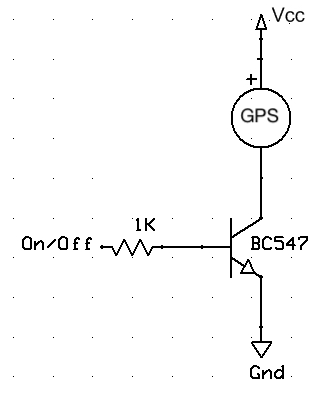 Vcc
+
GPS
1K
On/Off
BC547
Gnd